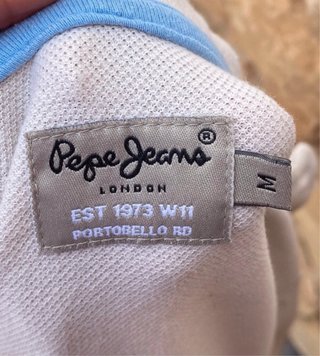 Pepe Jeans®
LONDON
EST 1973 W11
PORTOBELLO RD
M